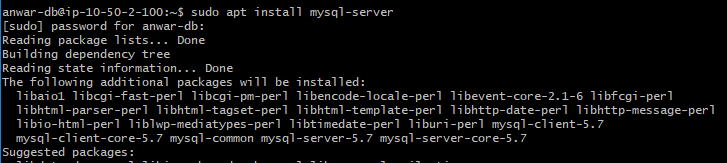 anwar-db@ip-10-50-2-100:~$ sudo apt install mysql-server
[sudo] password for anwar-db:
Reading package lists... Done
Building dependency tree
Reading state information... Done
The following additional packages will be installed:
libaio1 libcgi-fast-perl libcgi-pm-perl libencode-locale-perl libevent-core-2.1-6 libfcgi-perl
libhtml-parser-perl libhtml-tagset-perl libhtml-template-perl libhttp-date-perl libhttp-message-perl
libio-html-perl liblwp-mediatypes-perl libtimedate-perl liburi-perl mysql-client-5.7
mysql-client-core-5.7 mysql-common mysql-server-5.7 mysql-server-core-5.7
Suggested packages: